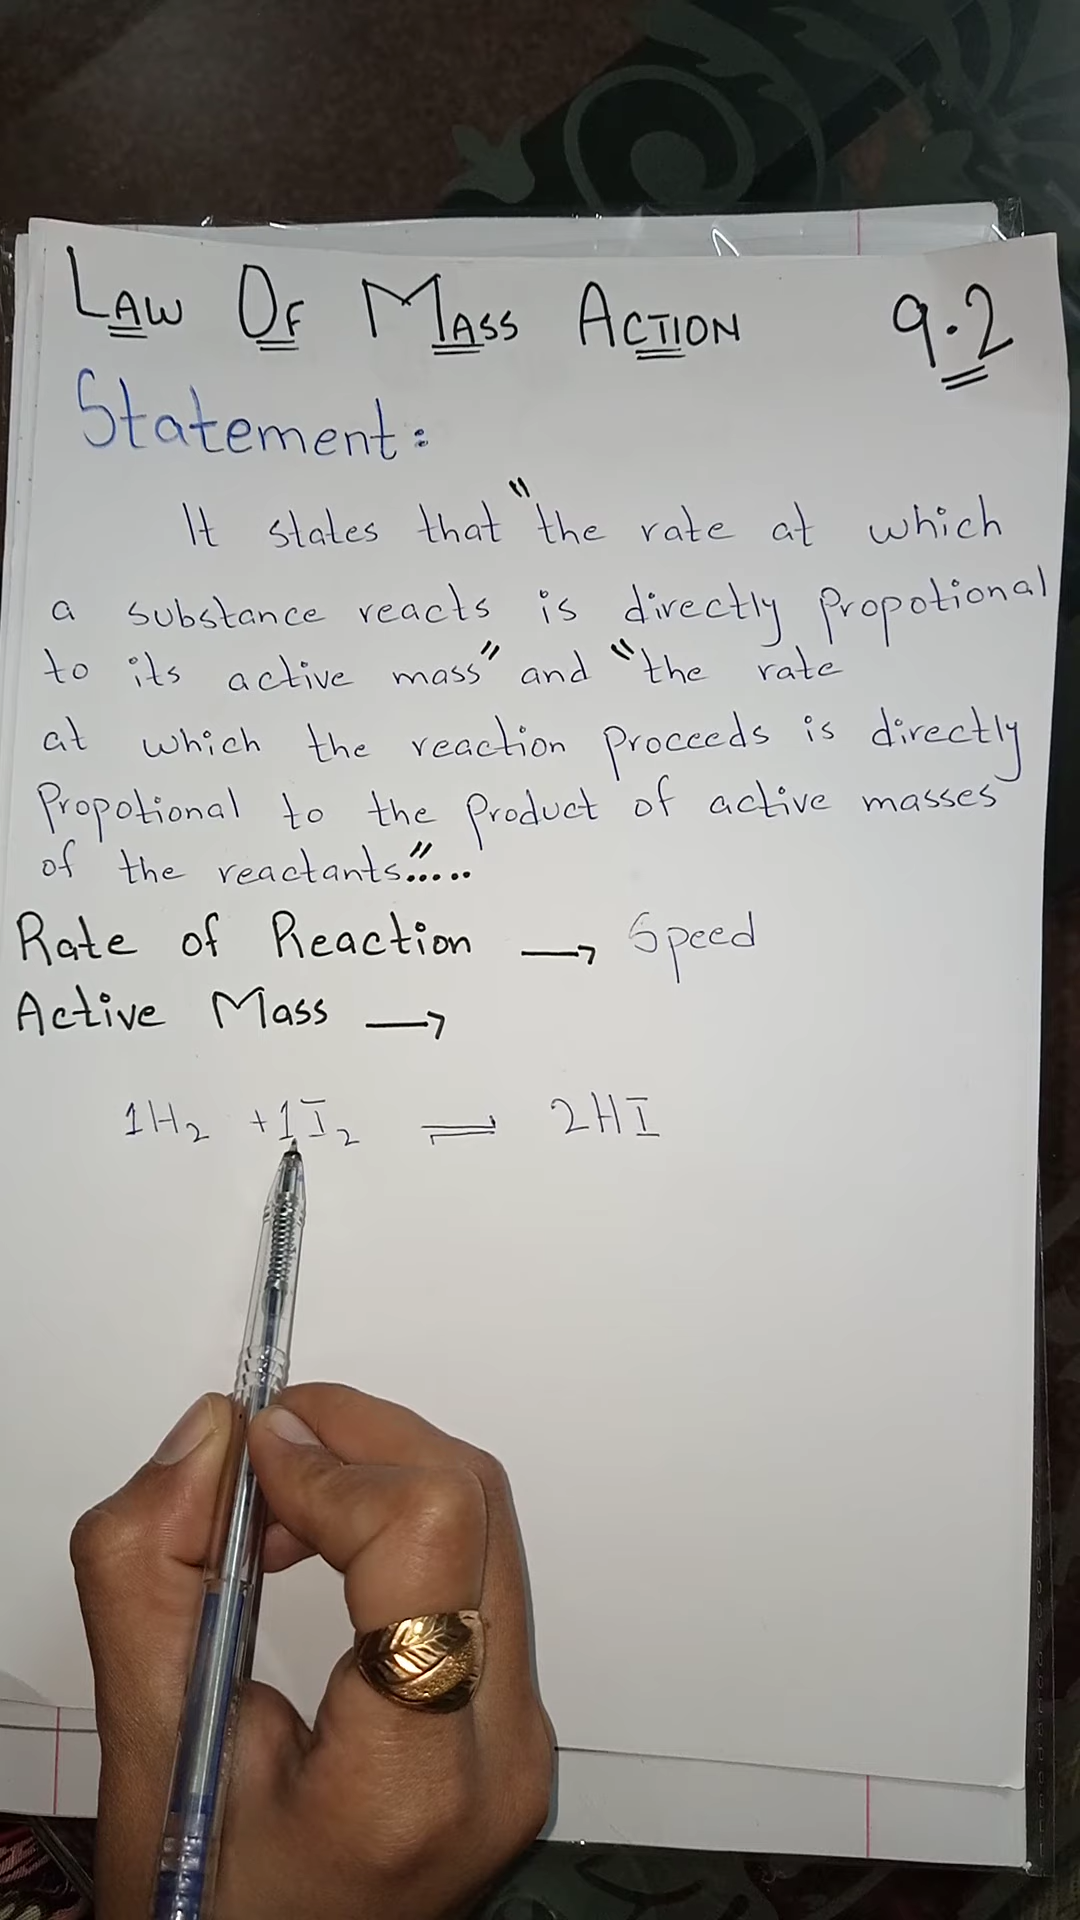 LAW OF MASS ACTION 9.2
Statement:
It states that "the rate at which
a substance reacts is directly propotional
to its active mass" and "the rate
at which the reaction proceeds is directly
propotional to the product of active masses
of the reactants".....
Rate of Reaction → Speed
Active Mass →
1H₂ + 1I₂ ⇌ 2HI